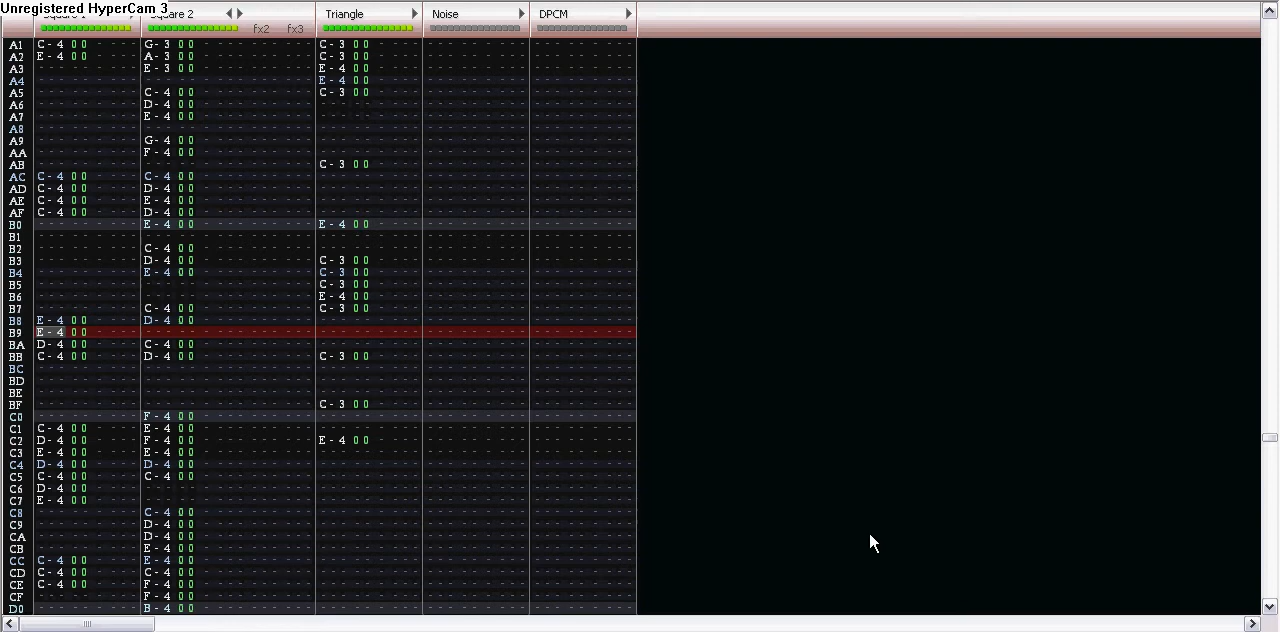 Unregistered HyperCam 3
Square 2 Triangle Noise DPCM
fx2 fx3
A1 C-4 00 G-3 00 C-3 00
A2 E-4 00 A-3 00 C-3 00
A3 E-3 00 E-4 00
A4 E-4 00
A5 C-4 00 C-3 00
A6 D-4 00
A7 E-4 00
A8
A9 G-4 00
AA F-4 00
AB C-3 00
AC C-4 00 C-4 00
AD C-4 00 D-4 00
AE C-4 00 E-4 00
AF C-4 00 D-4 00
B0 E-4 00 E-4 00
B1
B2 C-4 00
B3 D-4 00 C-3 00
B4 E-4 00 C-3 00
B5 C-3 00
B6 E-4 00
B7 C-4 00 C-3 00
B8 E-4 00 D-4 00
B9 E-4 00
BA D-4 00 C-4 00
BB C-4 00 D-4 00 C-3 00
BC
BD
BE
BF C-3 00
C0 F-4 00
C1 C-4 00 E-4 00
C2 D-4 00 F-4 00 E-4 00
C3 E-4 00 E-4 00
C4 D-4 00 D-4 00
C5 C-4 00 C-4 00
C6 D-4 00
C7 E-4 00
C8 C-4 00
C9 D-4 00
CA D-4 00
CB E-4 00
CC C-4 00 E-4 00
CD C-4 00 C-4 00
CE C-4 00 F-4 00
CF F-4 00
D0 B-4 00